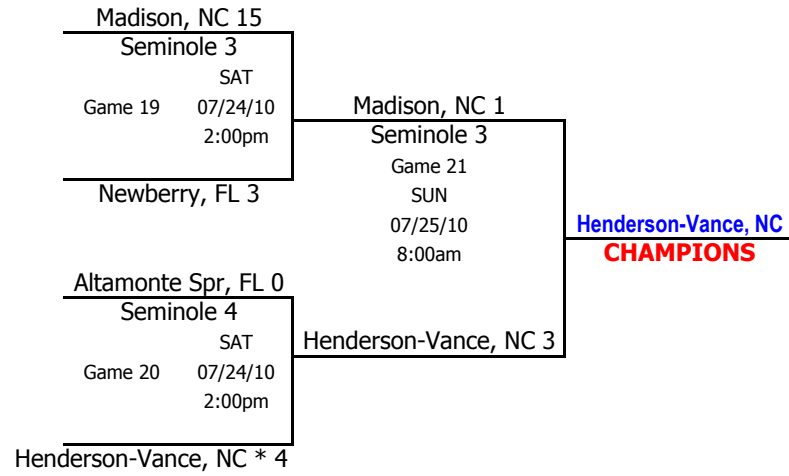 Madison, NC 15
Seminole 3
SAT
Game 19 07/24/10
2:00pm
Newberry, FL 3
Madison, NC 1
Seminole 3
Game 21
SUN
07/25/10
8:00am
Henderson-Vance, NC
CHAMPIONS
Altamonte Spr, FL 0
Seminole 4
SAT
Game 20 07/24/10
2:00pm
Henderson-Vance, NC * 4
Henderson-Vance, NC 3